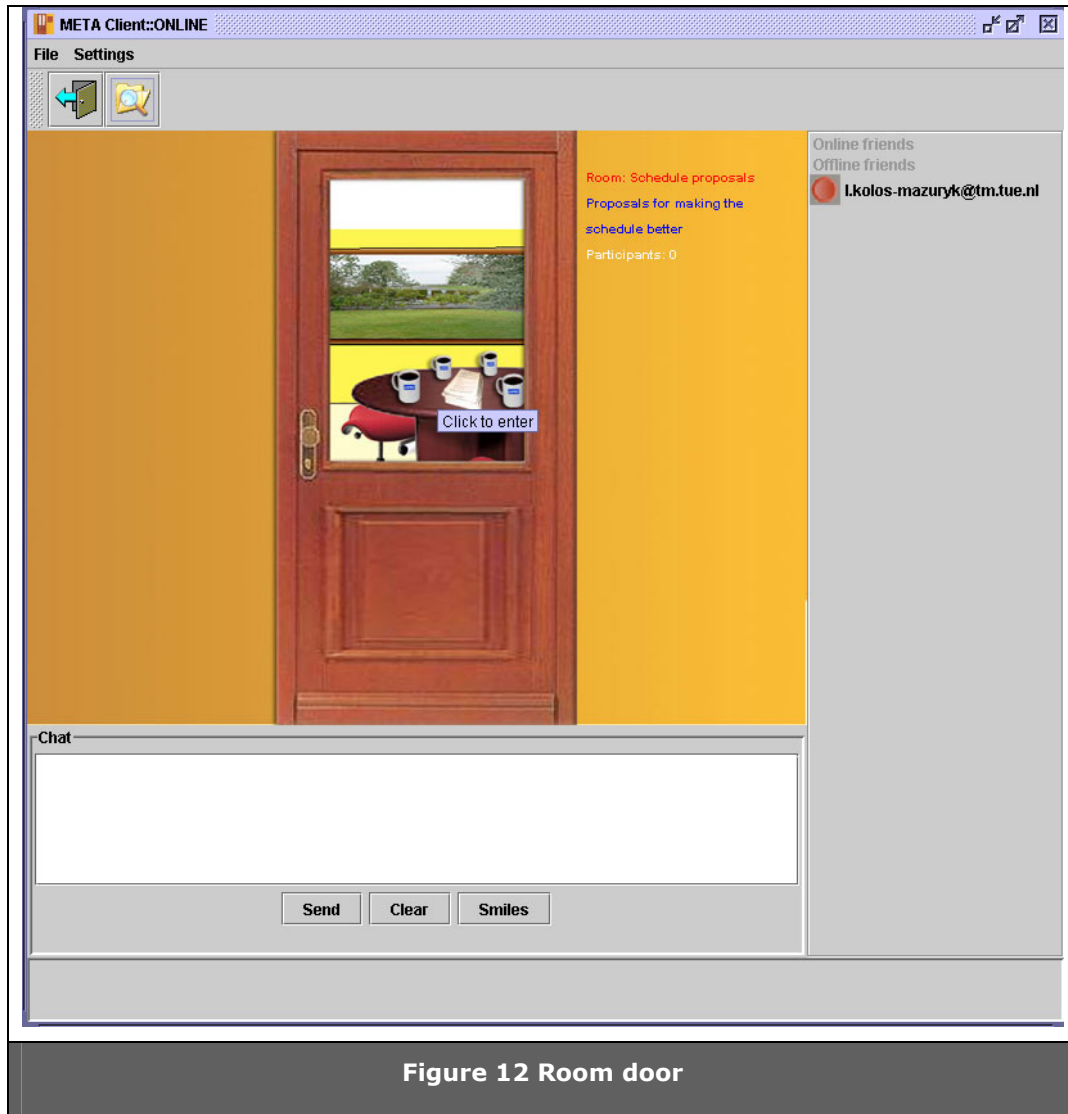 META Client::ONLINE
File Settings
Online friends
Offline friends
l.kolos-mazuryk@tm.tue.nl
Room: Schedule proposals
Proposals for making the
schedule better
Participants: 0
Click to enter
Chat
Send Clear Smiles
Figure 12 Room door